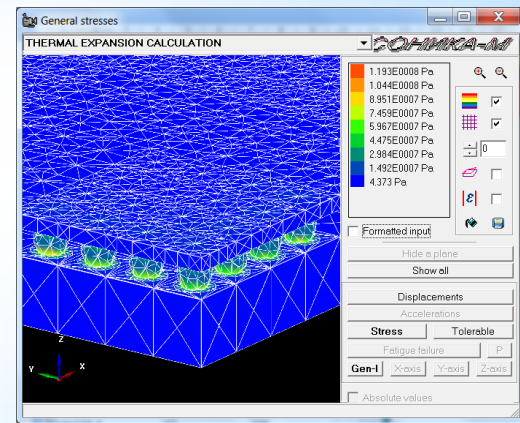 General stresses
THERMAL EXPANSION CALCULATION
СОНИКА-М
1.193E0008 Pa
1.044E0008 Pa
8.951E0007 Pa
7.459E0007 Pa
5.967E0007 Pa
4.475E0007 Pa
2.984E0007 Pa
1.492E0007 Pa
4.373 Pa
0
|ε|
Formatted input
Hide a plane
Show all
Displacements
Accelerations
Stress Tolerable
Fatigue failure P
Gen-l X-axis Y-axis Z-axis
Absolute values
Z
Y X